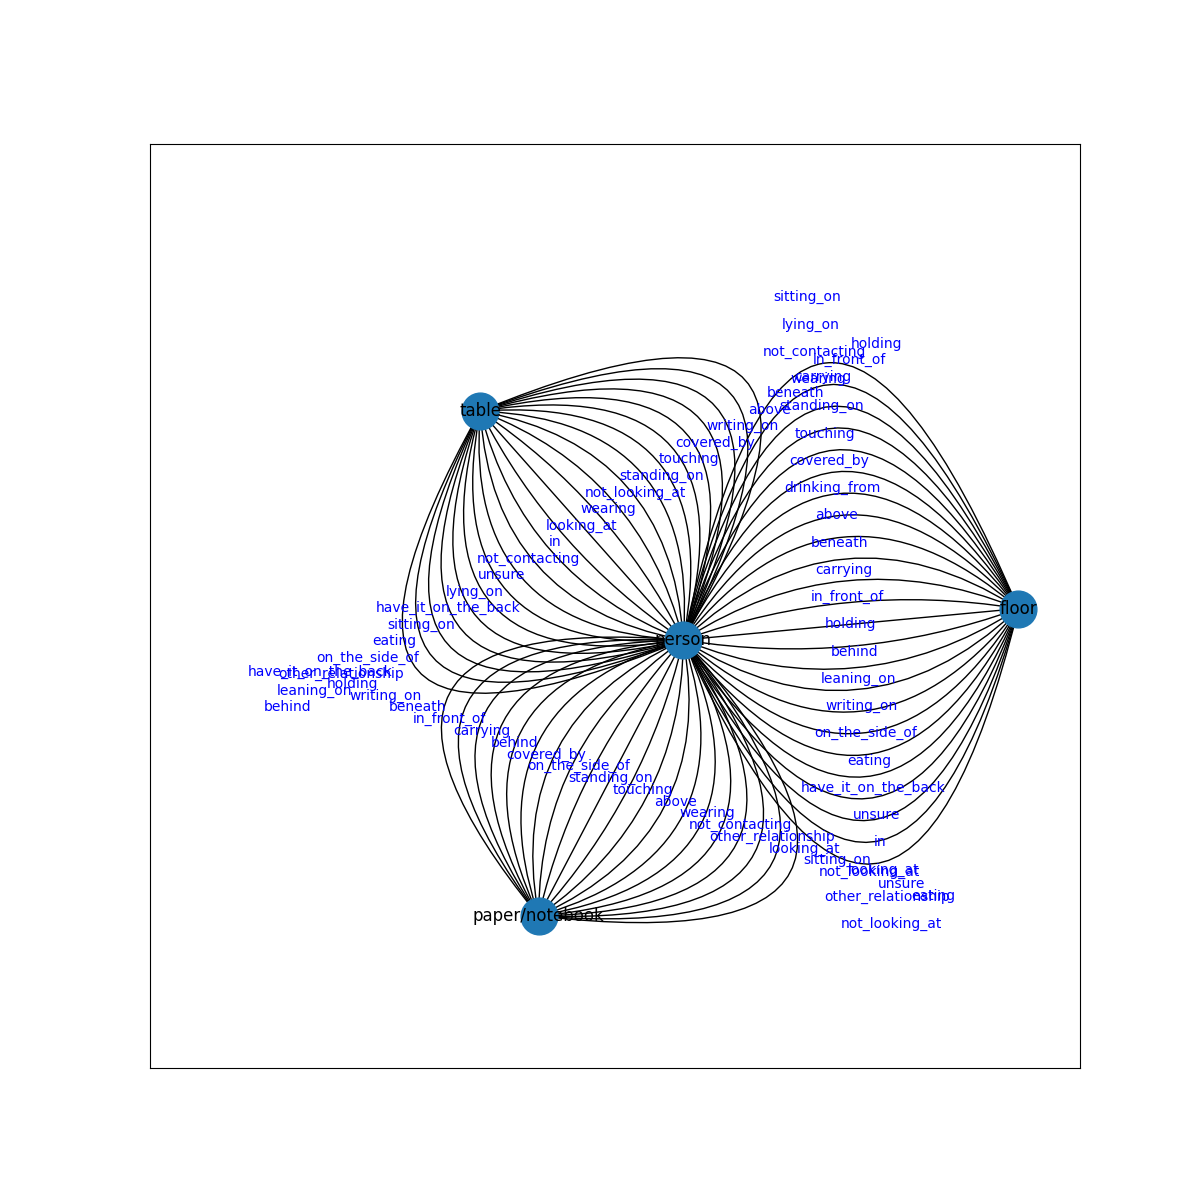 sitting_on
lying_on
holding
not_contacting
in_front_of
carrying
wearing
beneath
standing_on
above
table
writing_on
touching
covered_by
touching
covered_by
standing_on
drinking_from
not_looking_at
wearing
above
looking_at
in
beneath
not_contacting
carrying
unsure
lying_on
in_front_of
have_it_on_the_back
floor
sitting_on
holding
eating
person
behind
on_the_side_of
have_it_on_the_back
other_relationship
leaning_on
holding
leaning_on
writing_on
behind
beneath
writing_on
in_front_of
carrying
on_the_side_of
behind
covered_by
eating
on_the_side_of
standing_on
touching
have_it_on_the_back
above
wearing
unsure
not_contacting
other_relationship
in
looking_at
sitting_on
looking_at
not_looking_at
unsure
other_relationship
eating
paper/notebook
not_looking_at